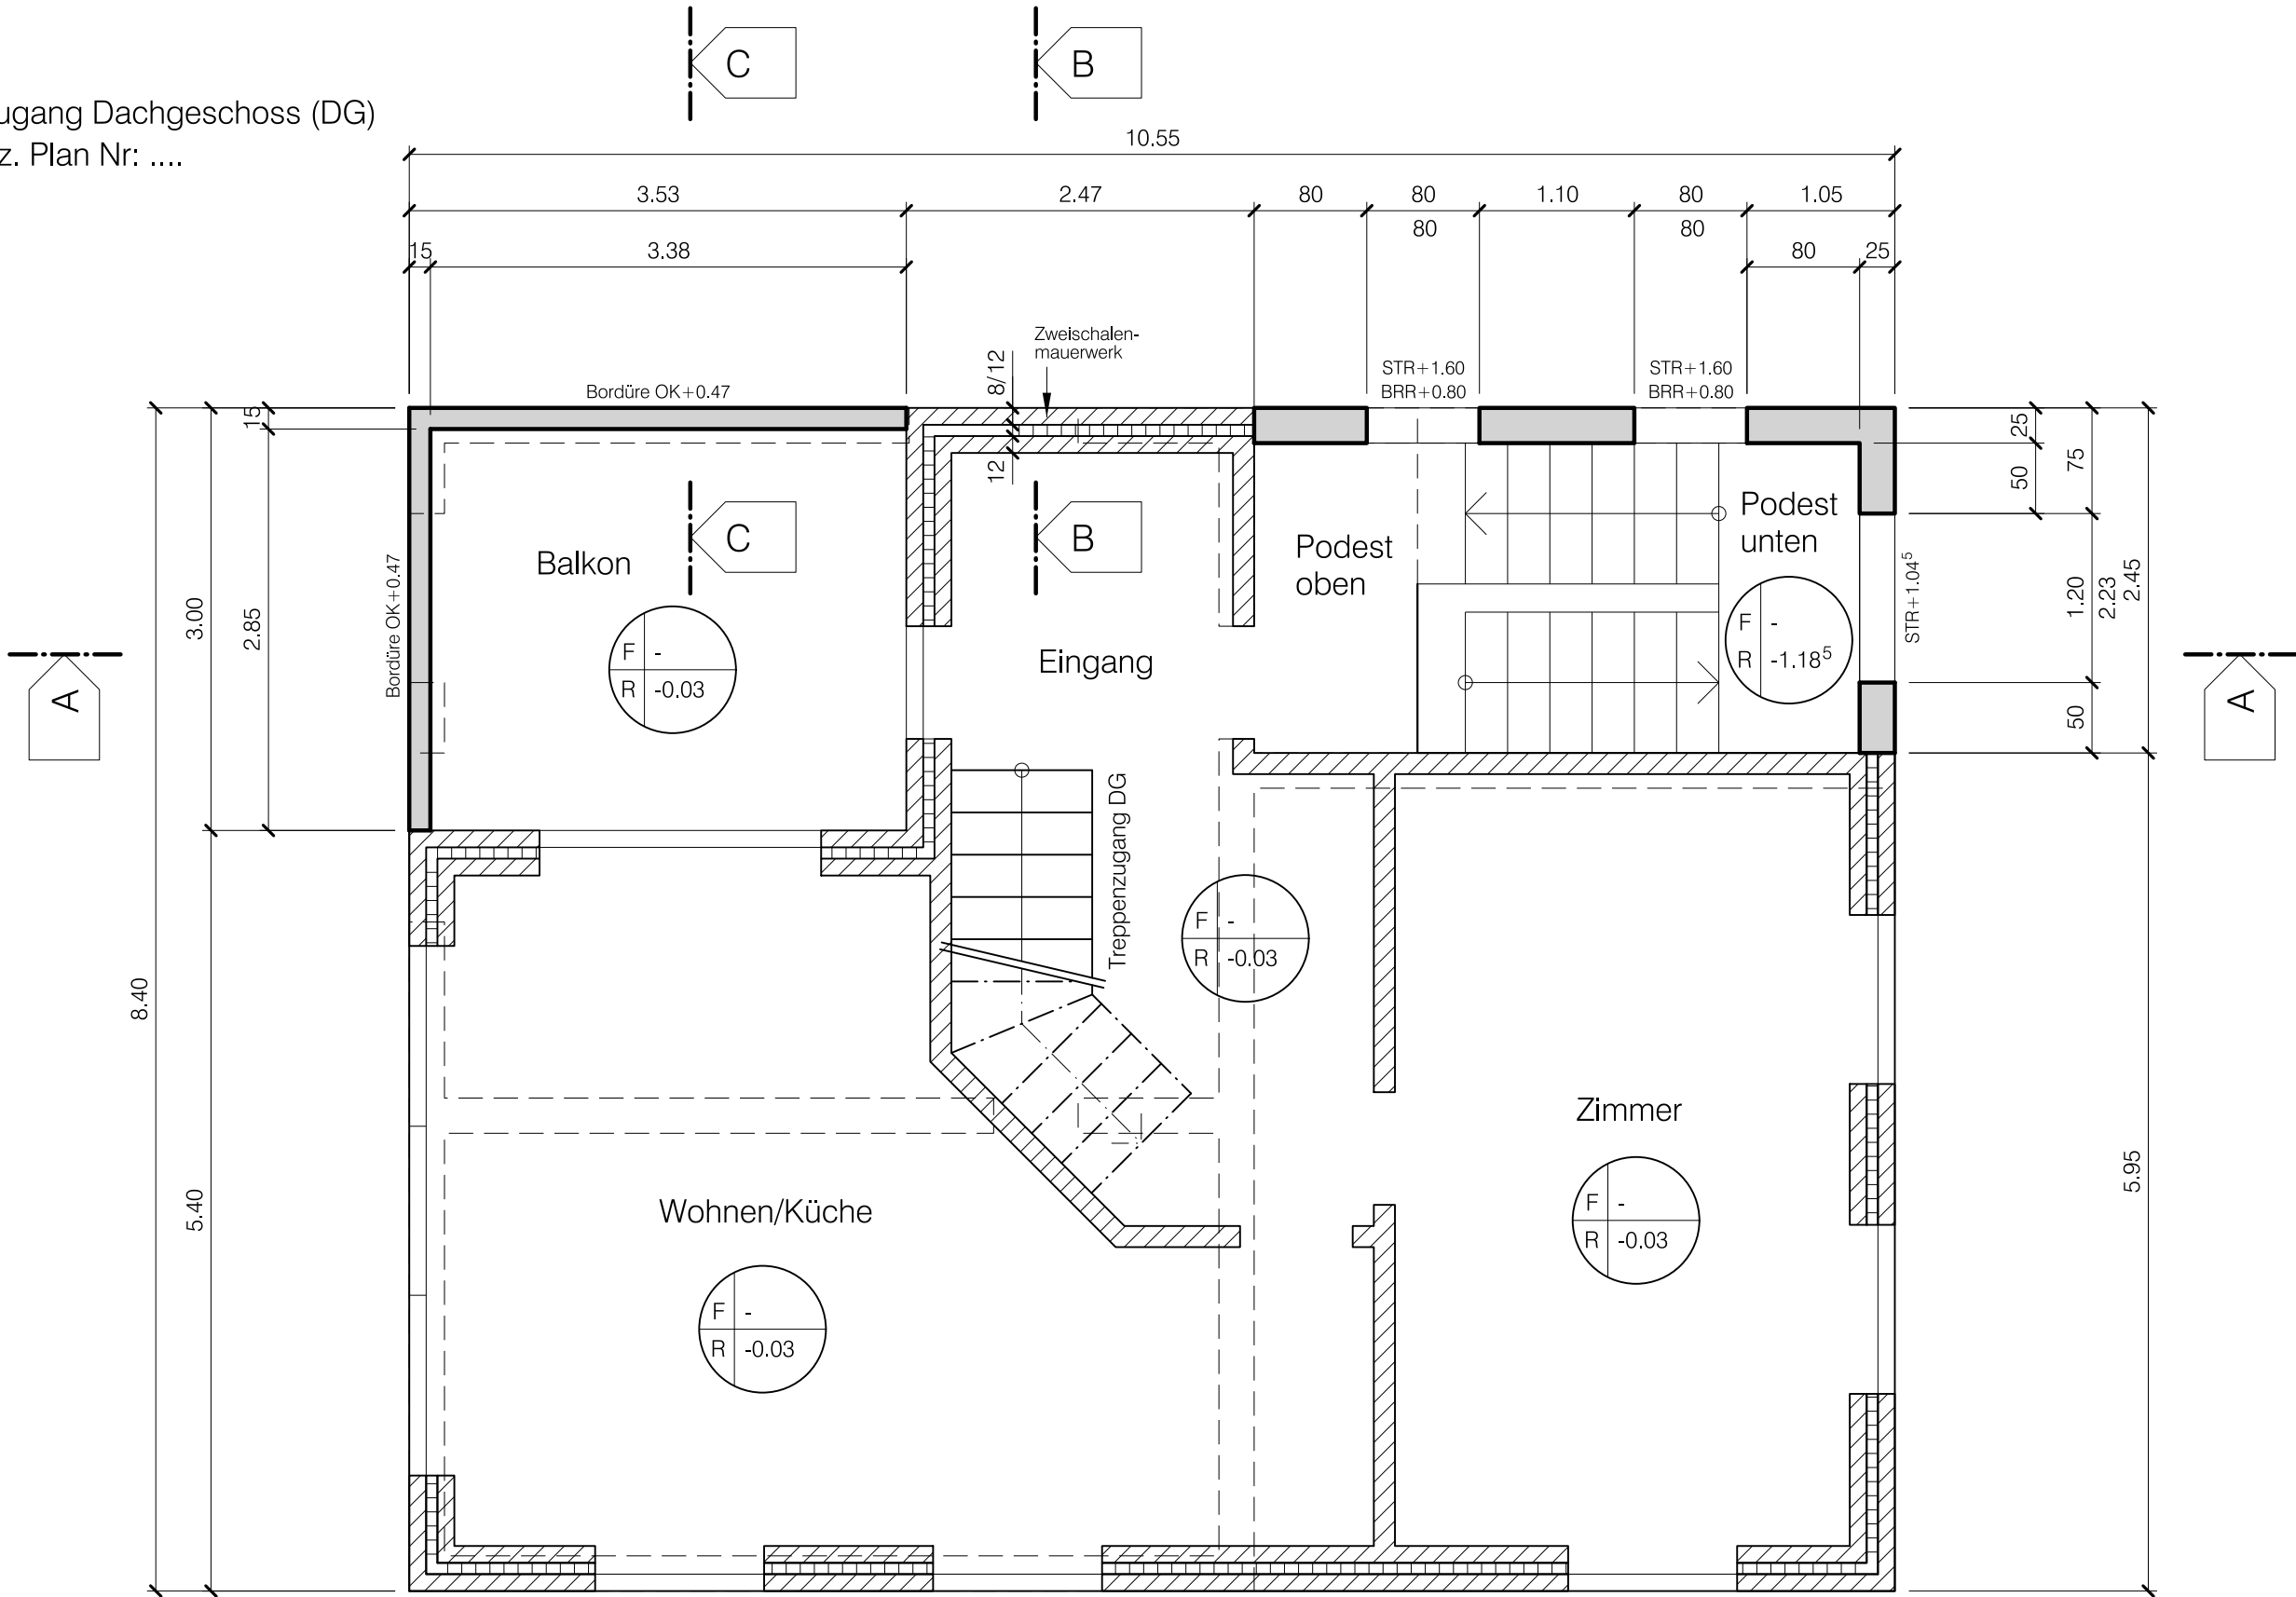 C
B
ugang Dachgeschoss (DG)
z. Plan Nr: ....
10.55
3.53
2.47
80
80
1.10
80
1.05
80
80
15
3.38
80
25
Zweischalen-
mauerwerk
8/12
STR+1.60
BRR+0.80
STR+1.60
BRR+0.80
Bordüre OK+0.47
15
12
25
50
75
C
B
Balkon
Podest
oben
Podest
unten
Bordüre OK+0.47
F -
R -0.03
Eingang
F -
R -1.18⁵
STR+1.04⁵
1.20
2.23
2.45
50
3.00
2.85
A
A
Treppenzugang DG
F -
R -0.03
8.40
5.40
Zimmer
F -
R -0.03
5.95
Wohnen/Küche
F -
R -0.03